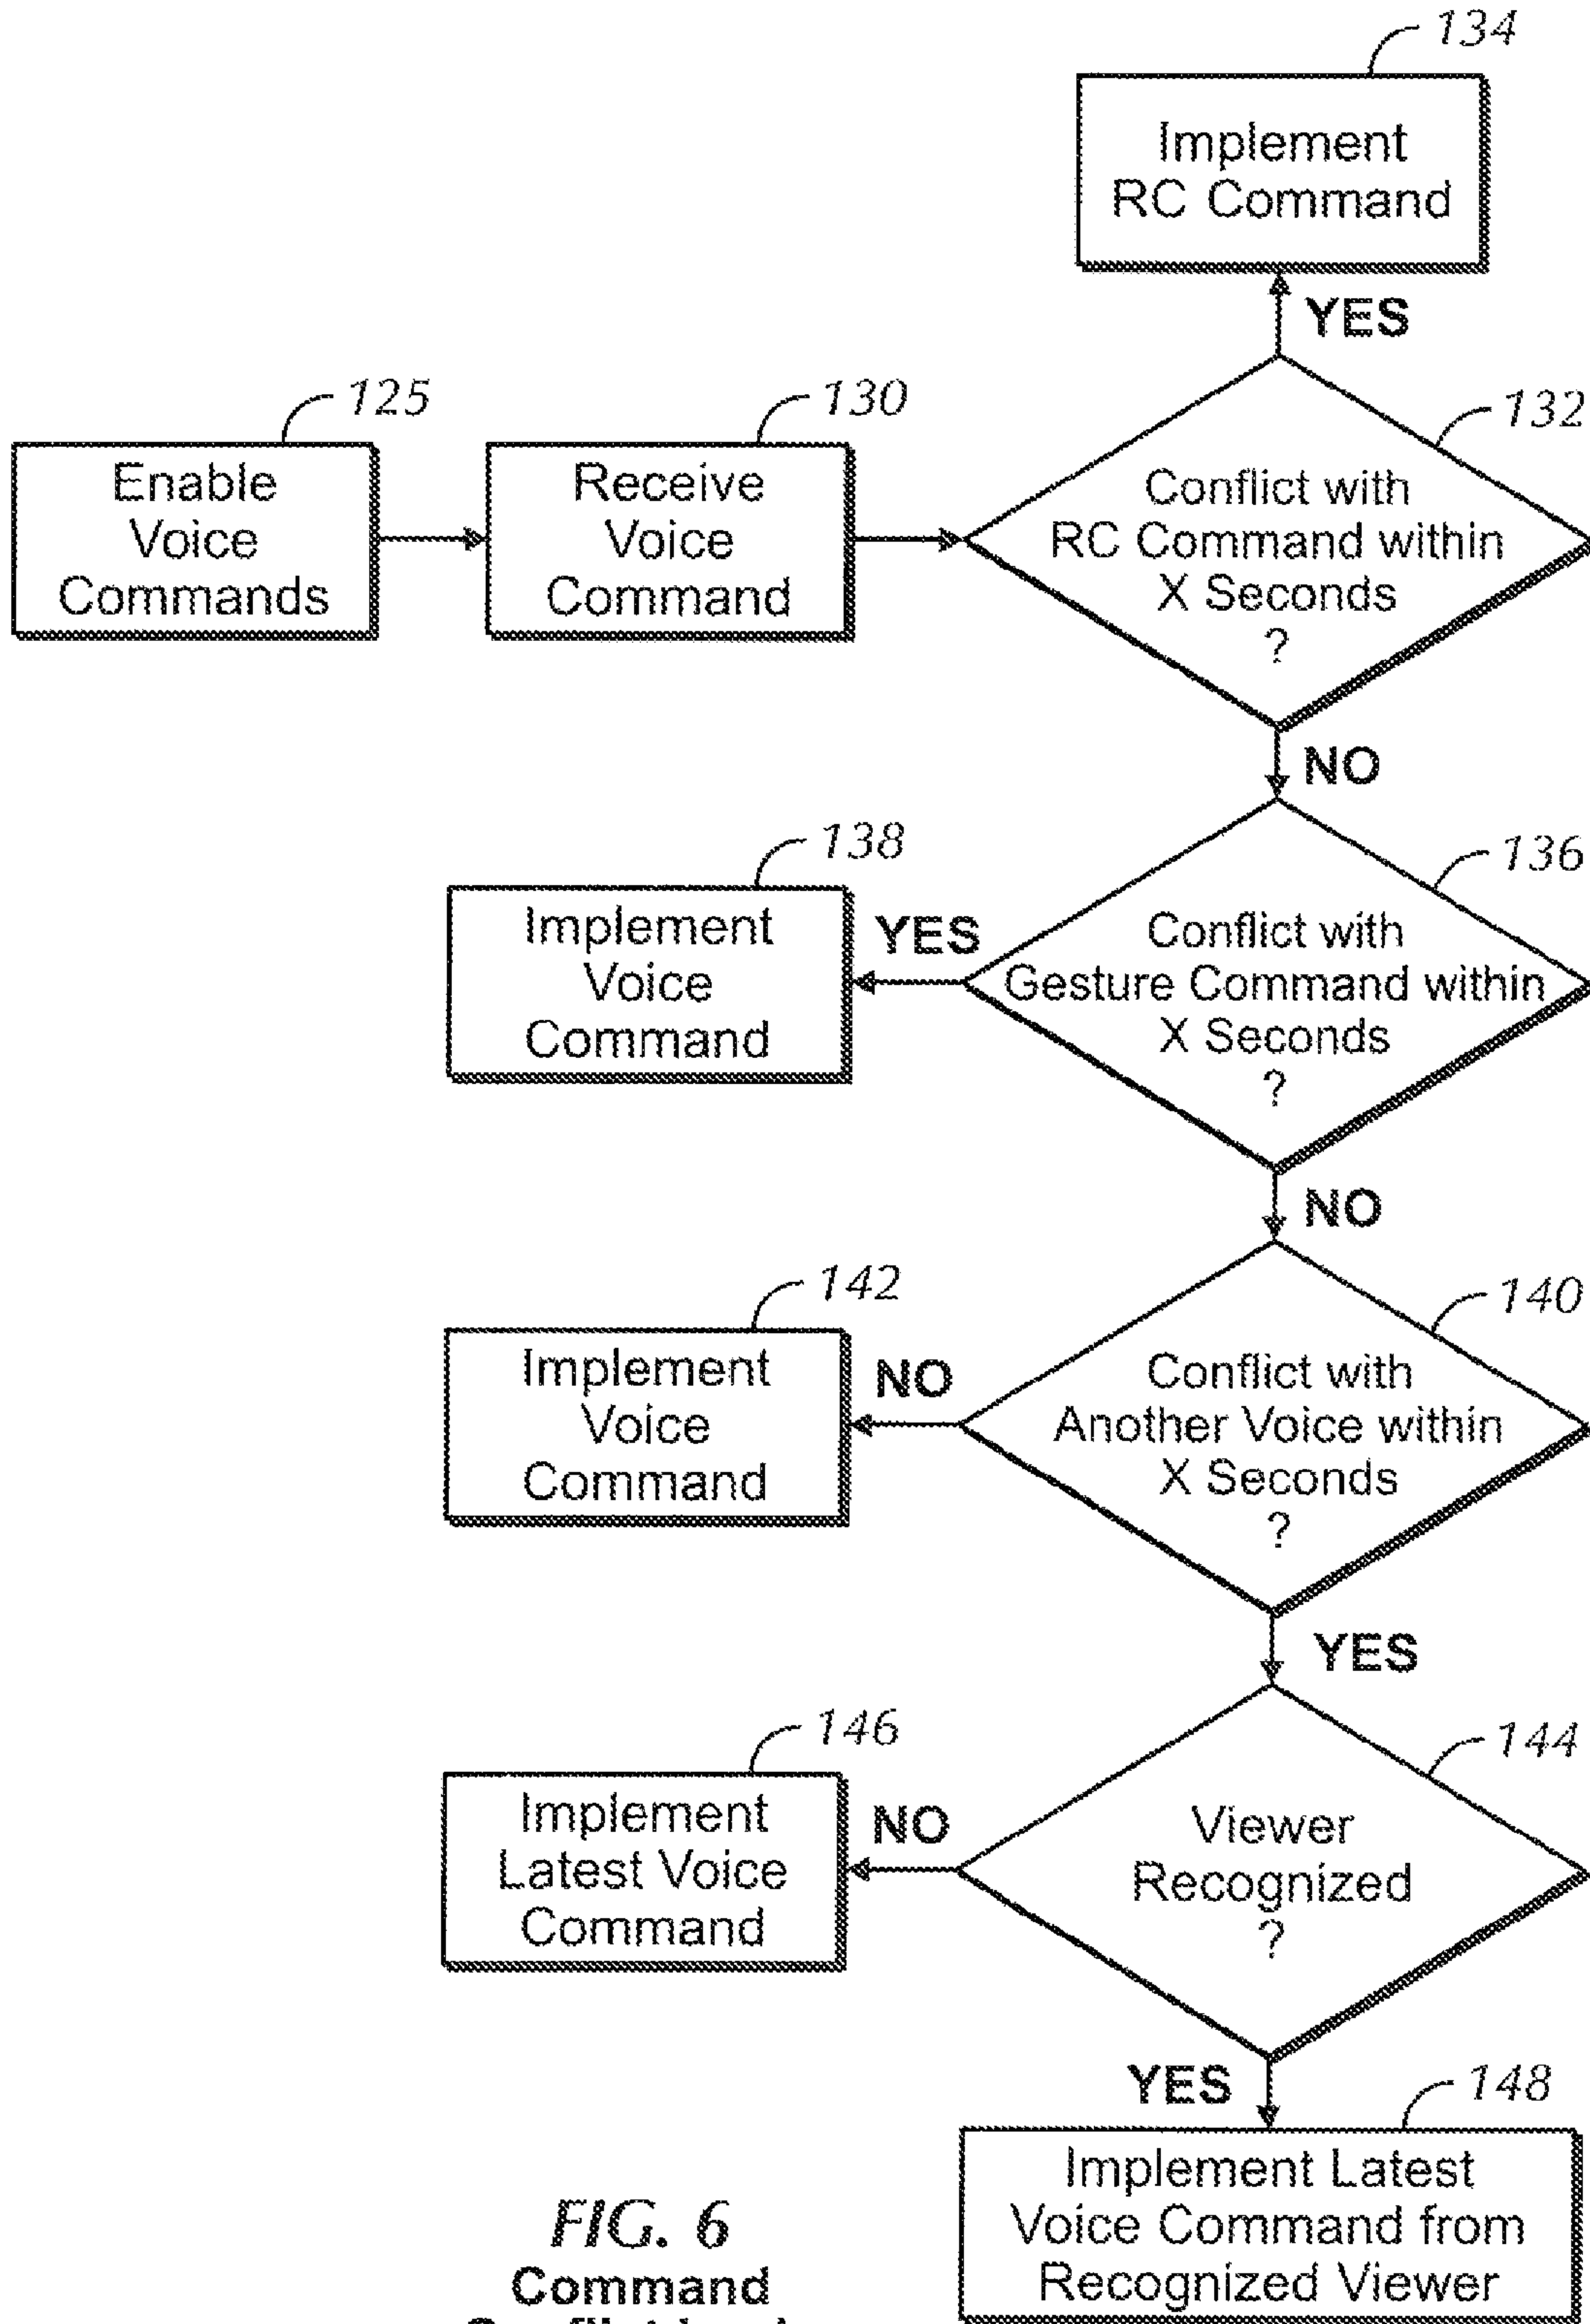 134
Implement
RC Command
YES
125
130
132
Enable
Voice
Commands
Receive
Voice
Command
Conflict with
RC Command within
X Seconds
?
NO
138
136
Implement
Voice
Command
YES
Conflict with
Gesture Command within
X Seconds
?
NO
142
140
Implement
Voice
Command
NO
Conflict with
Another Voice within
X Seconds
?
YES
146
144
Implement
Latest Voice
Command
NO
Viewer
Recognized
?
YES
148
Implement Latest
Voice Command from
Recognized Viewer
FIG. 6
Command